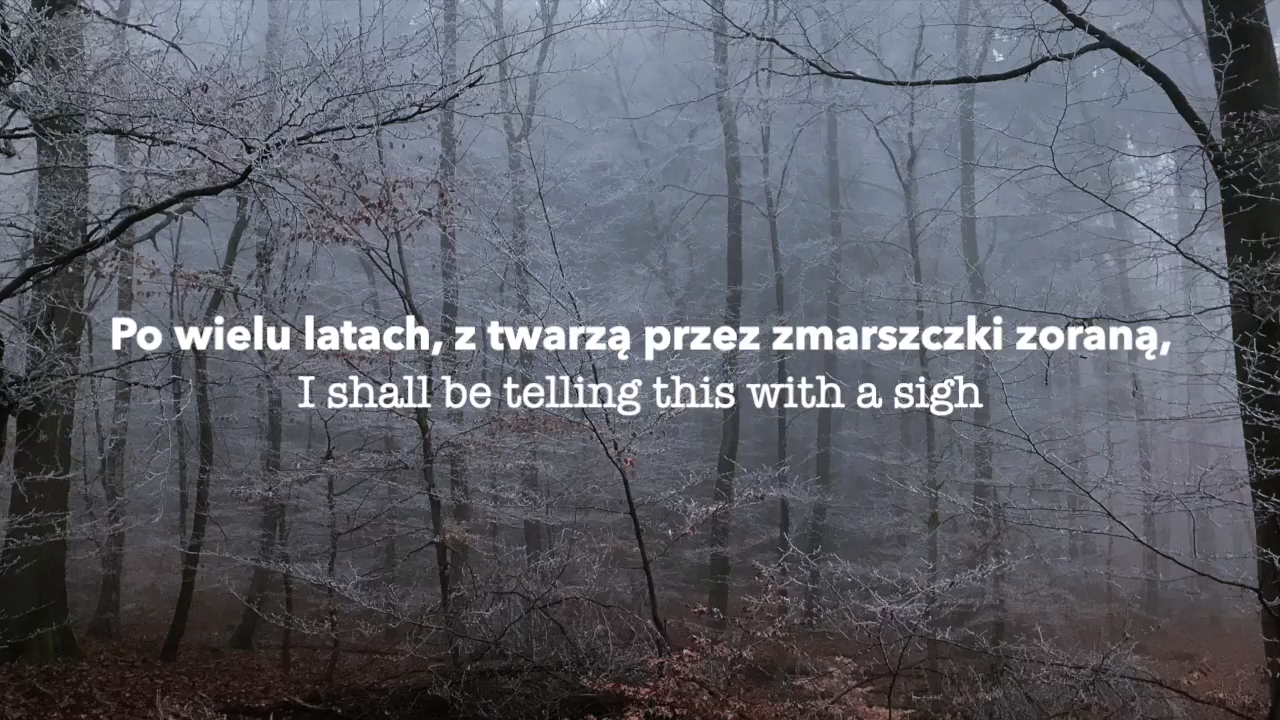 Po wielu latach, z twarzą przez zmarszczki zoraną,
I shall be telling this with a sigh